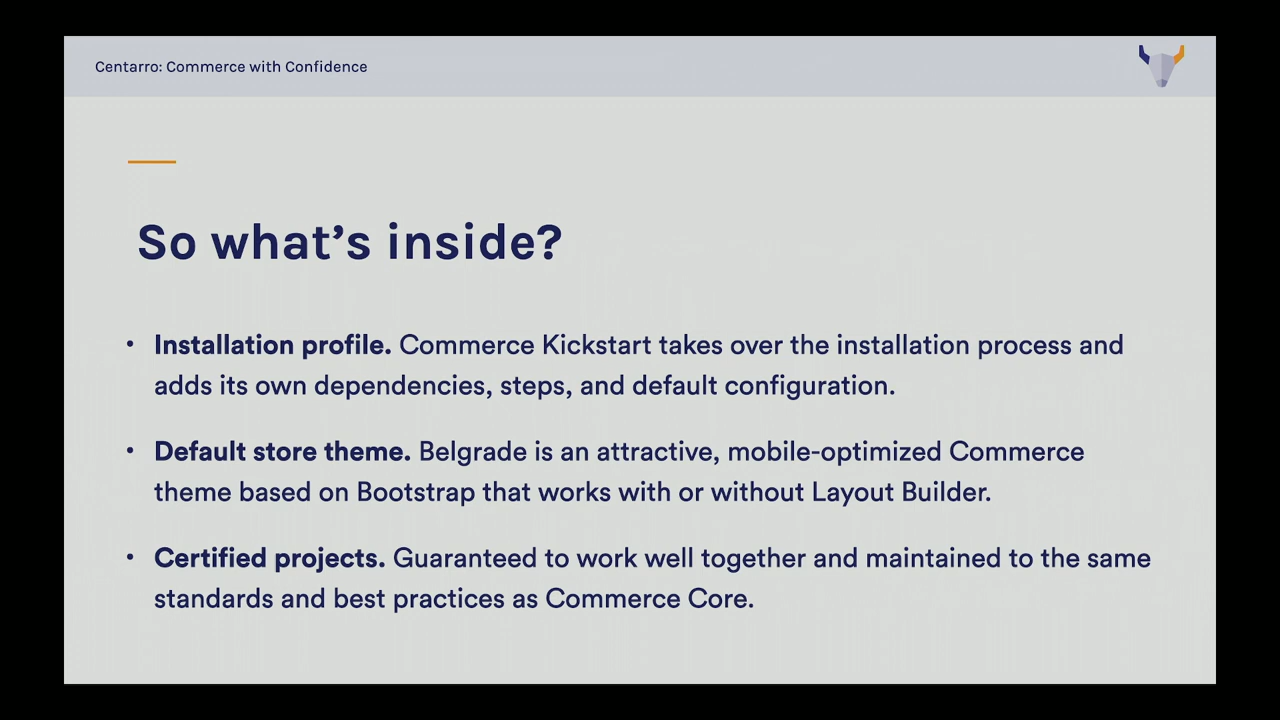 Centarro: Commerce with Confidence
So what’s inside?
• Installation profile. Commerce Kickstart takes over the installation process and
adds its own dependencies, steps, and default configuration.
• Default store theme. Belgrade is an attractive, mobile-optimized Commerce
theme based on Bootstrap that works with or without Layout Builder.
• Certified projects. Guaranteed to work well together and maintained to the same
standards and best practices as Commerce Core.